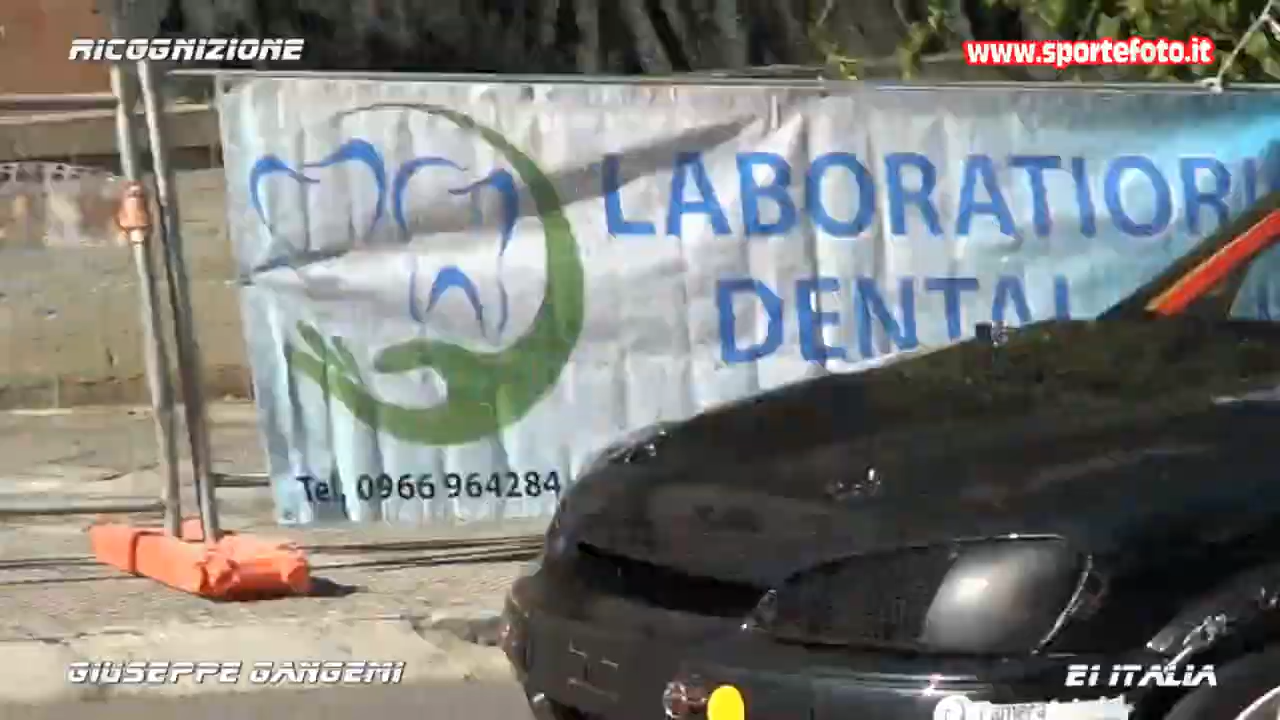 RICOGNIZIONE
www.sportefoto.it
LABORATIORI
DENTAL
Tel. 0966 964284
GIUSEPPE GANGEMI
E1 ITALIA